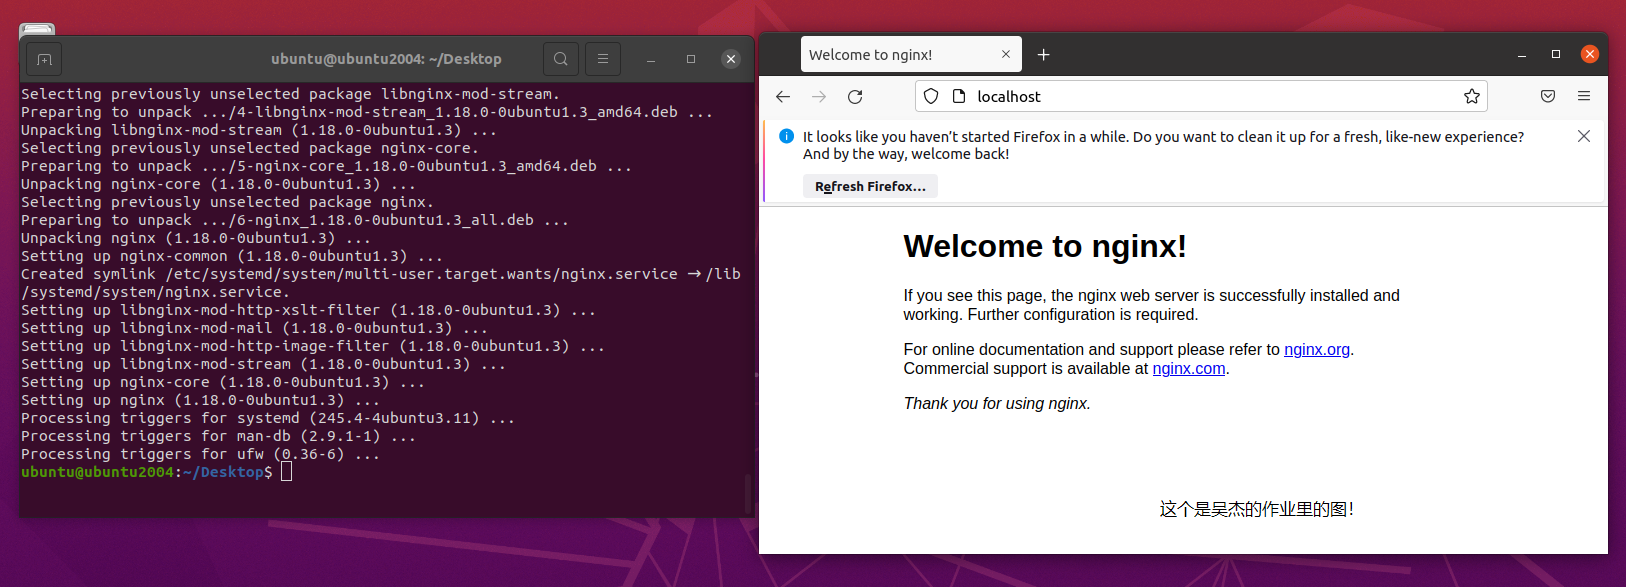 ubuntu@ubuntu2004: ~/Desktop
Selecting previously unselected package libnginx-mod-stream.
Preparing to unpack .../4-libnginx-mod-stream_1.18.0-0ubuntu1.3_amd64.deb ...
Unpacking libnginx-mod-stream (1.18.0-0ubuntu1.3) ...
Selecting previously unselected package nginx-core.
Preparing to unpack .../5-nginx-core_1.18.0-0ubuntu1.3_amd64.deb ...
Unpacking nginx-core (1.18.0-0ubuntu1.3) ...
Selecting previously unselected package nginx.
Preparing to unpack .../6-nginx_1.18.0-0ubuntu1.3_all.deb ...
Unpacking nginx (1.18.0-0ubuntu1.3) ...
Setting up nginx-common (1.18.0-0ubuntu1.3) ...
Created symlink /etc/systemd/system/multi-user.target.wants/nginx.service → /lib
/systemd/system/nginx.service.
Setting up libnginx-mod-http-xslt-filter (1.18.0-0ubuntu1.3) ...
Setting up libnginx-mod-mail (1.18.0-0ubuntu1.3) ...
Setting up libnginx-mod-http-image-filter (1.18.0-0ubuntu1.3) ...
Setting up libnginx-mod-stream (1.18.0-0ubuntu1.3) ...
Setting up nginx-core (1.18.0-0ubuntu1.3) ...
Setting up nginx (1.18.0-0ubuntu1.3) ...
Processing triggers for systemd (245.4-4ubuntu3.11) ...
Processing triggers for man-db (2.9.1-1) ...
Processing triggers for ufw (0.36-6) ...
ubuntu@ubuntu2004:~/Desktop$
Welcome to nginx!
localhost
It looks like you haven't started Firefox in a while. Do you want to clean it up for a fresh, like-new experience?
And by the way, welcome back!
Refresh Firefox...
Welcome to nginx!
If you see this page, the nginx web server is successfully installed and
working. Further configuration is required.
For online documentation and support please refer to nginx.org.
Commercial support is available at nginx.com.
Thank you for using nginx.
这个是吴杰的作业里的图!